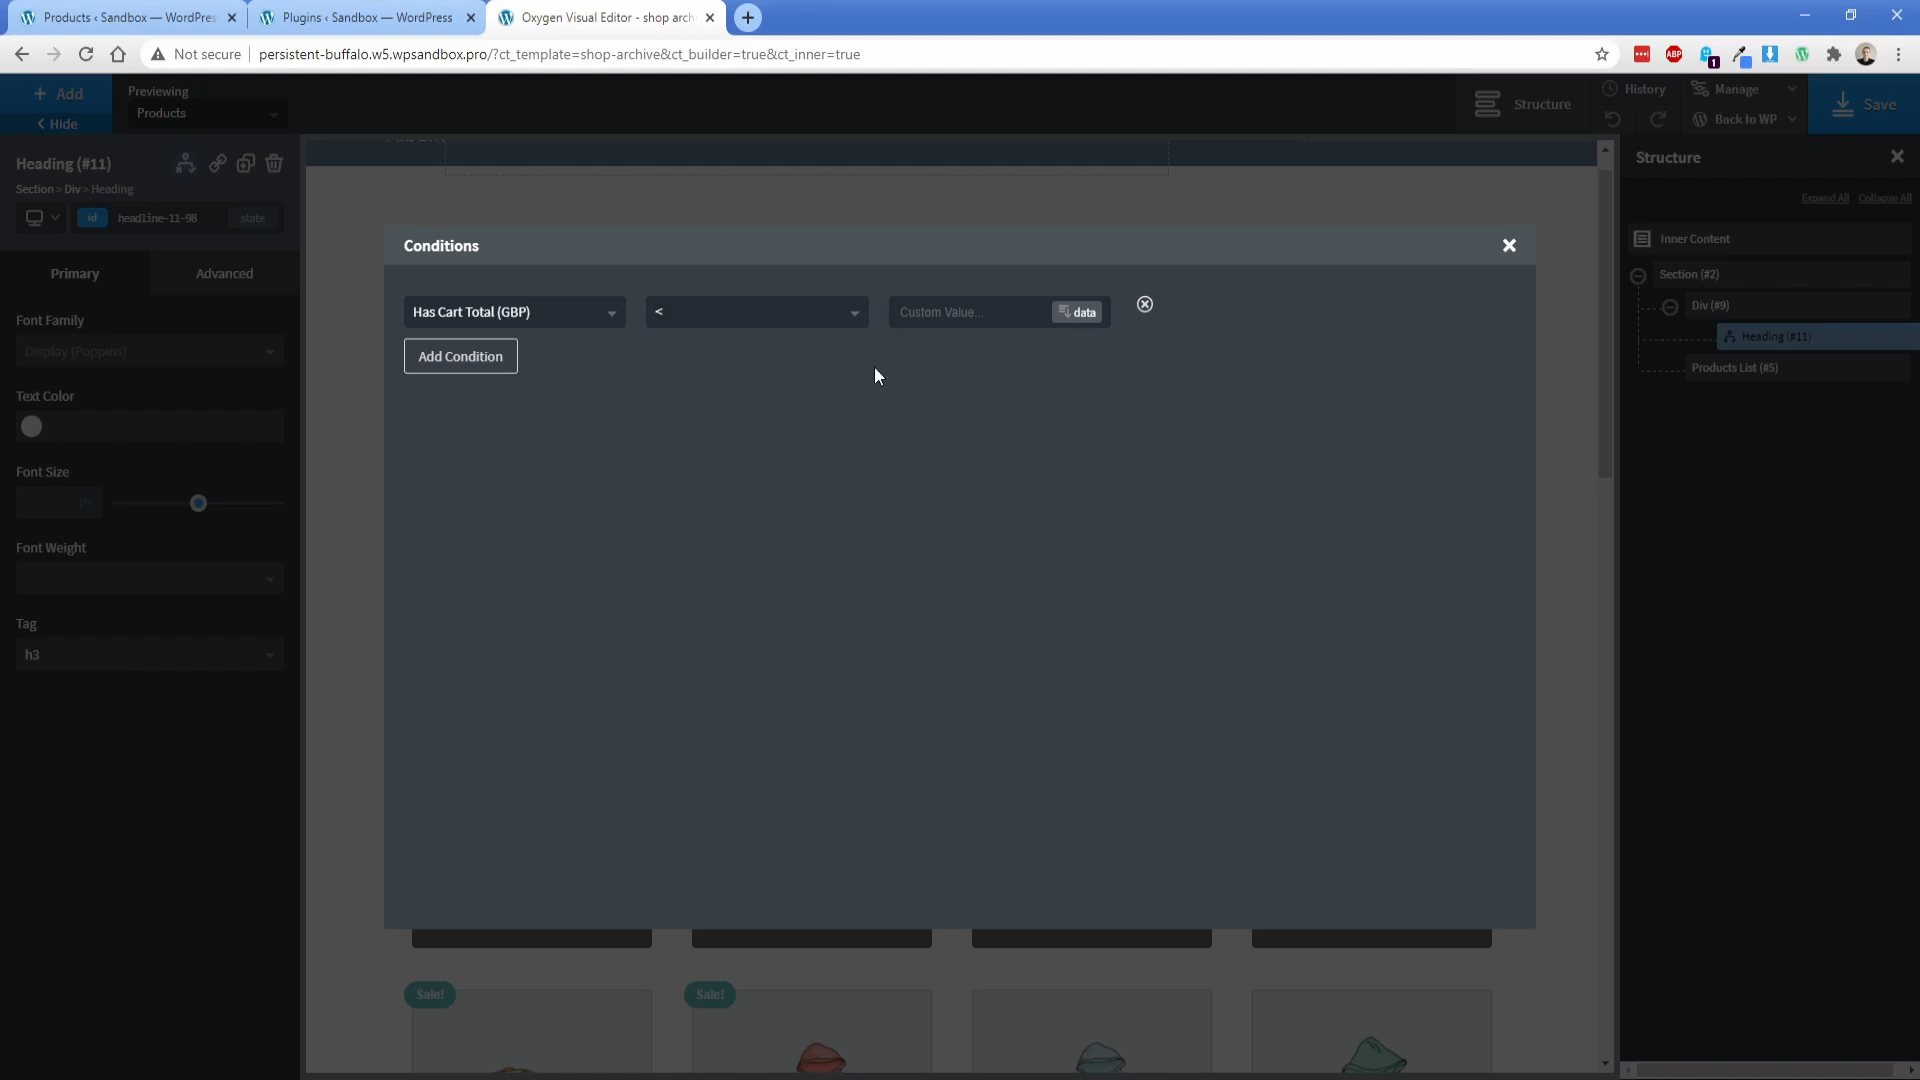 Products ‹ Sandbox — WordPres
Plugins ‹ Sandbox — WordPress
Oxygen Visual Editor - shop arch
Not secure
persistent-buffalo.w5.wpsandbox.pro/?ct_template=shop-archive&ct_builder=true&ct_inner=true
ABP
1
+ Add
Hide
Previewing
Products
Structure
History
Manage
Back to WP
Save
Heading (#11)
Section > Div > Heading
id
headline-11-98
state
Primary
Advanced
Font Family
Display (Poppins)
Text Color
Font Size
px
Font Weight
Tag
h3
Conditions
Has Cart Total (GBP)
<
Custom Value...
data
Add Condition
Sale!
Sale!
Structure
Expand All
Collapse All
Inner Content
Section (#2)
Div (#9)
Heading (#11)
Products List (#5)